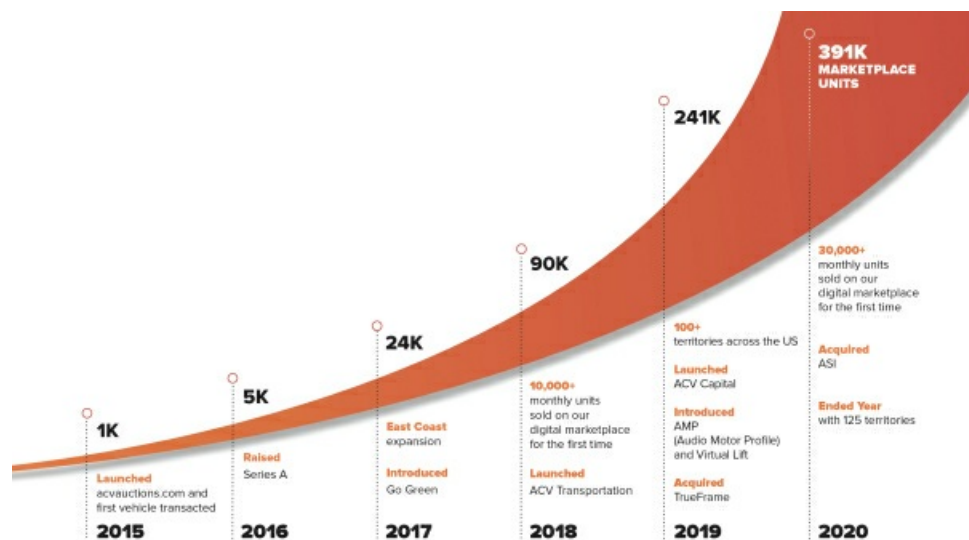 1K
Launched
acvauctions.com and
first vehicle transacted
2015
5K
Raised
Series A
2016
24K
East Coast
expansion
Introduced
Go Green
2017
90K
10,000+
monthly units
sold on our
digital marketplace
for the first time
Launched
ACV Transportation
2018
241K
100+
territories across the US
Launched
ACV Capital
Introduced
AMP
(Audio Motor Profile)
and Virtual Lift
Acquired
TrueFrame
2019
391K
MARKETPLACE
UNITS
30,000+
monthly units
sold on our
digital marketplace
for the first time
Acquired
ASI
Ended Year
with 125 territories
2020